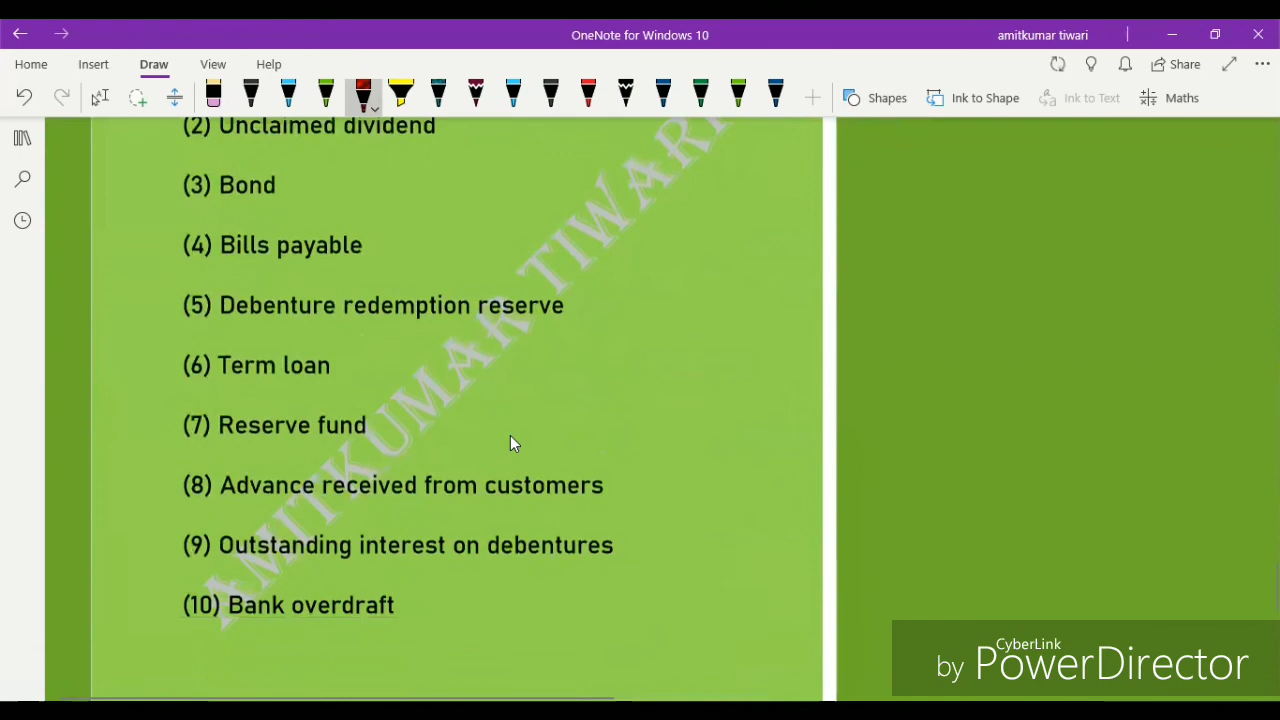 OneNote for Windows 10
amitkumar tiwari
Home Insert Draw View Help
Share
Shapes Ink to Shape Ink to Text Maths
(2) Unclaimed dividend
(3) Bond
(4) Bills payable
(5) Debenture redemption reserve
(6) Term loan
(7) Reserve fund
(8) Advance received from customers
(9) Outstanding interest on debentures
(10) Bank overdraft
AMITKUMAR TIWARI
CyberLink
by PowerDirector